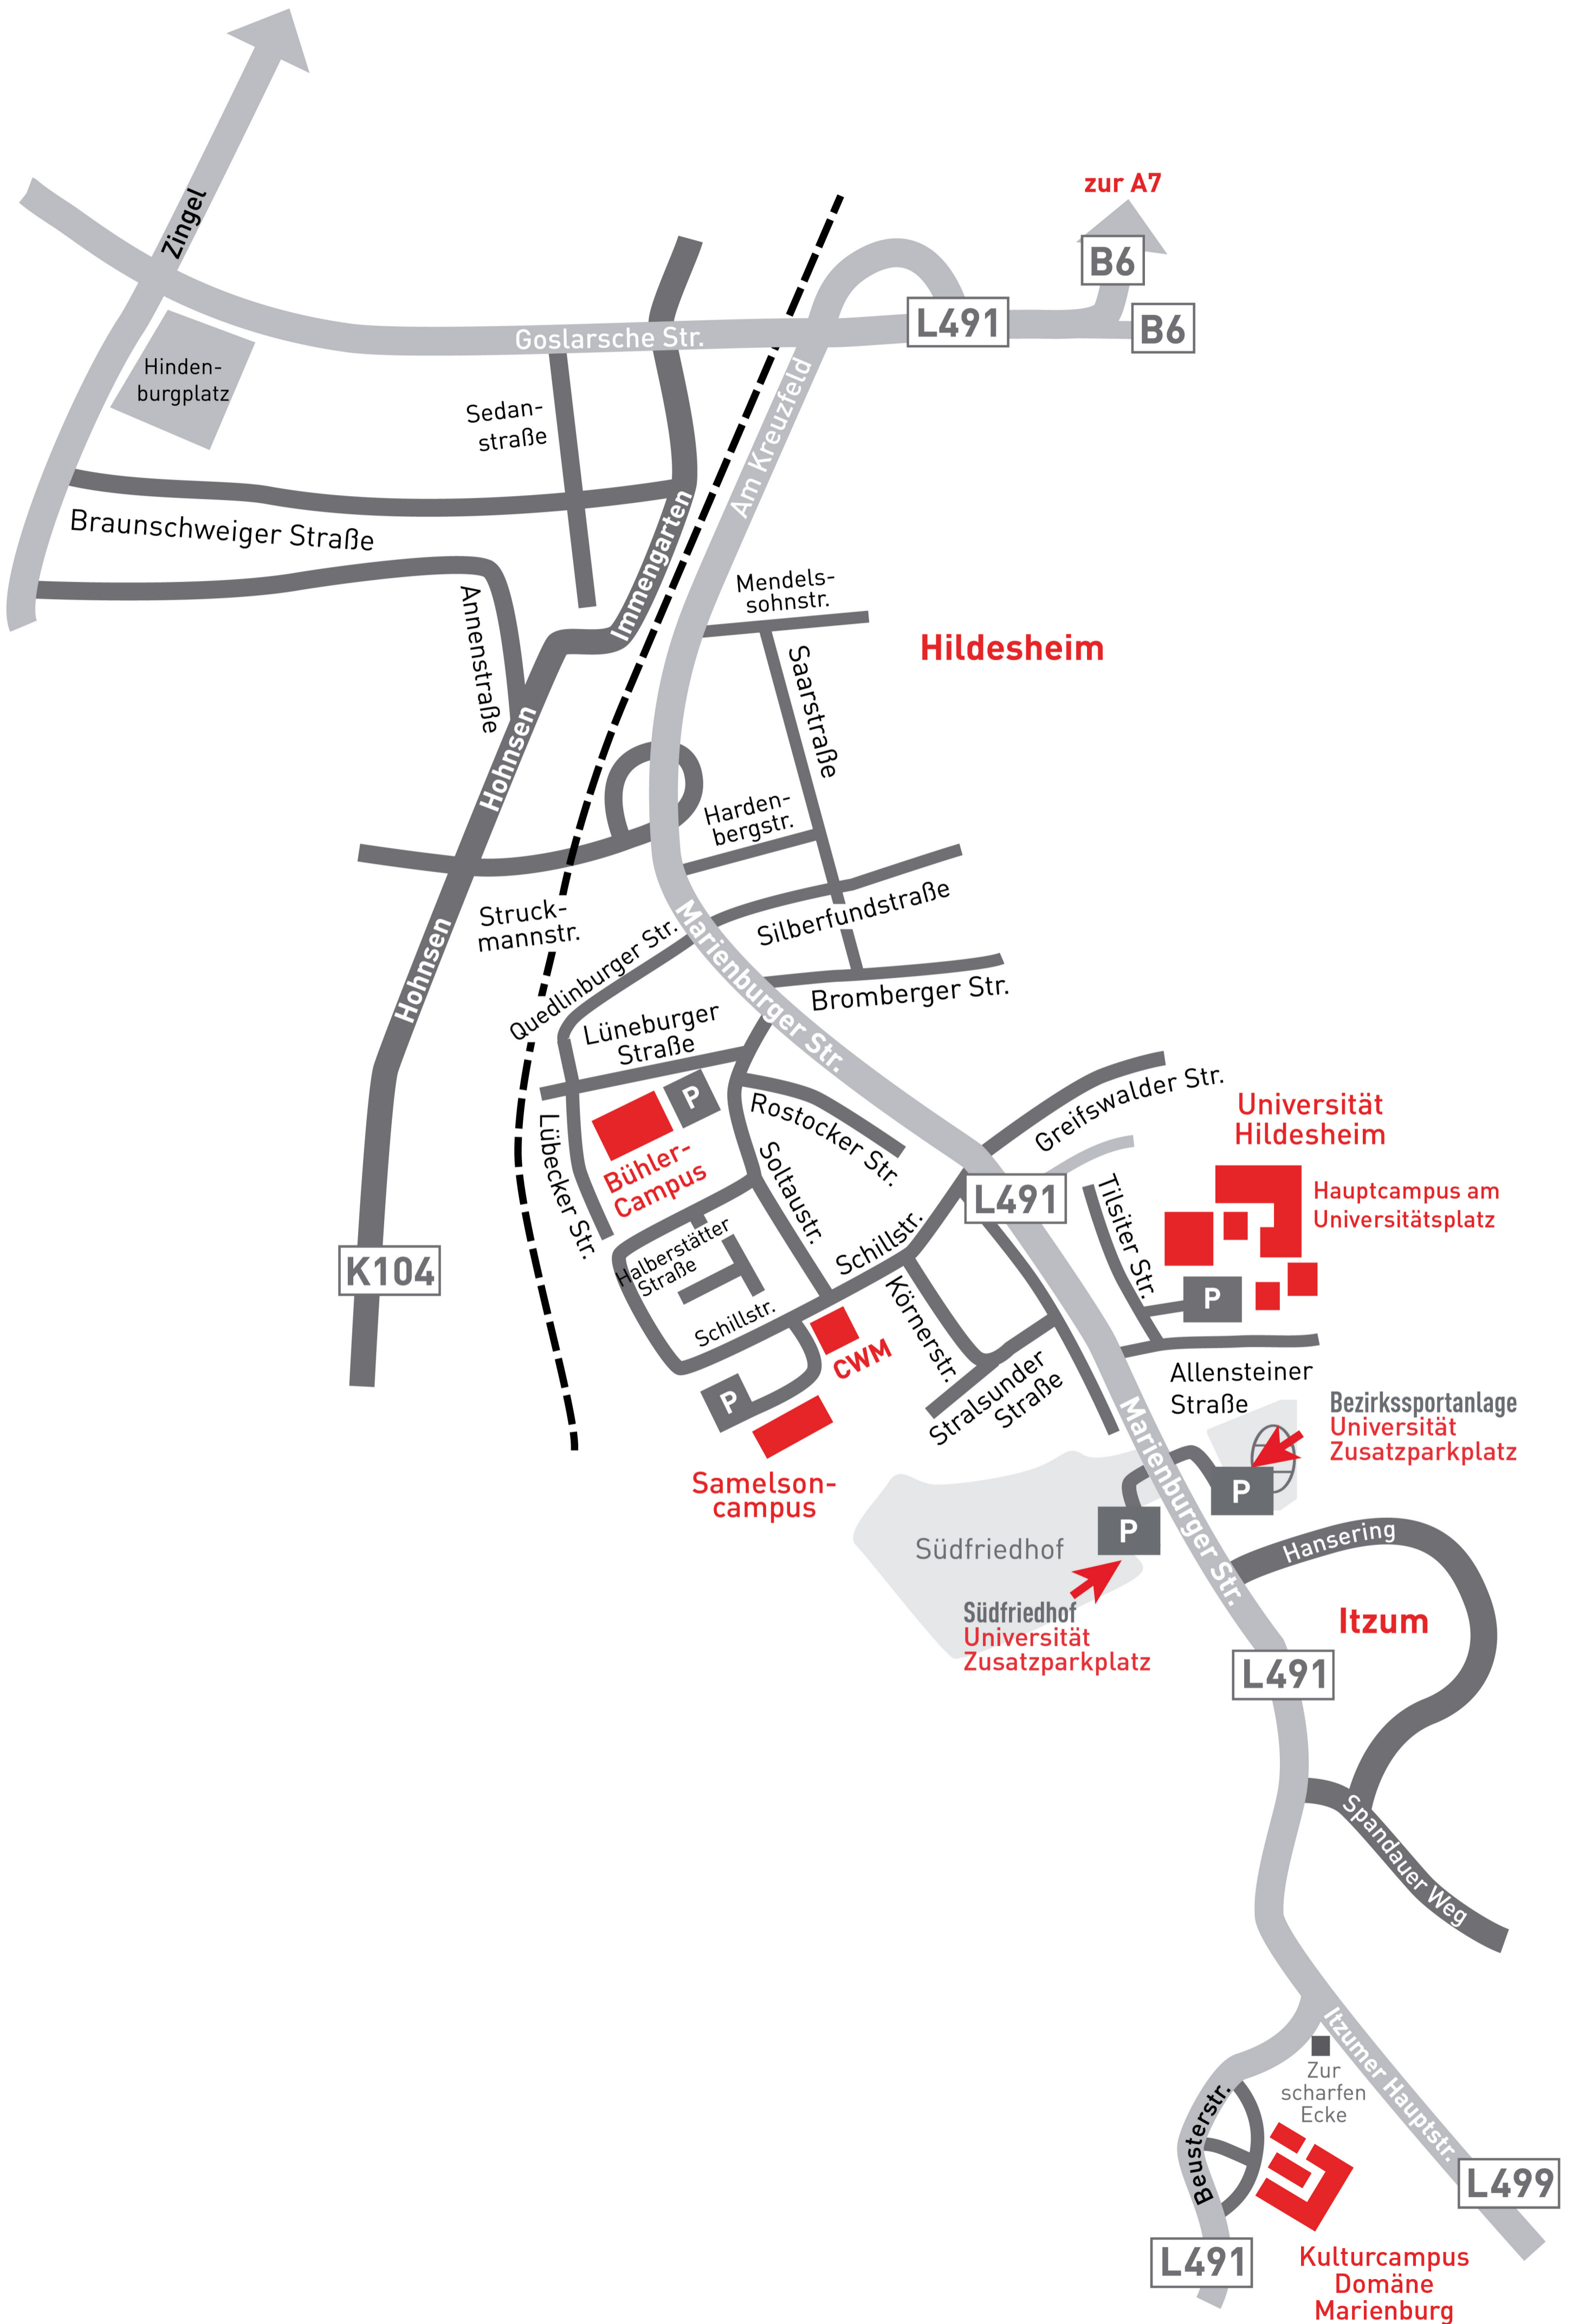 zur A7
B6
Zingel
L491
B6
Goslarsche Str.
Hinden-
burgplatz
Am Kreuzfeld
Sedan-
straße
Braunschweiger Straße
Immengarten
Mendels-
sohnstr.
Annenstraße
Hildesheim
Saarstraße
Hohnsen
Harden-
bergstr.
Struck-
mannstr.
Silberfundstraße
Marienburger Str.
Quedlinburger Str.
Hohnsen
Bromberger Str.
Lüneburger
Straße
P
Rostocker Str.
Greifswalder Str.
Universität
Hildesheim
Lübecker Str.
Bühler-
Campus
Soltaustr.
L491
Tilsiter Str.
Hauptcampus am
Universitätsplatz
Schillstr.
Halberstätter
Straße
K104
P
Körnerstr.
Schillstr.
CWM
Stralsunder
Straße
Allensteiner
Straße
P
Marienburger Str.
Bezirkssportanlage
Universität
Zusatzparkplatz
Samelson-
campus
P
P
Südfriedhof
Hansering
Südfriedhof
Universität
Zusatzparkplatz
Itzum
L491
Spandauer Weg
Itzumer Hauptstr.
Zur
scharfen
Ecke
Beusterstr.
L499
L491
Kulturcampus
Domäne
Marienburg